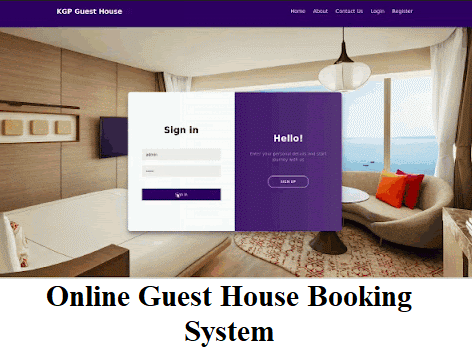 KGP Guest House
Home About Contact Us Login Register
Sign in
Hello!
Enter your personal details and start
journey with us
admin
SIGN UP
Sign In
Online Guest House Booking
System